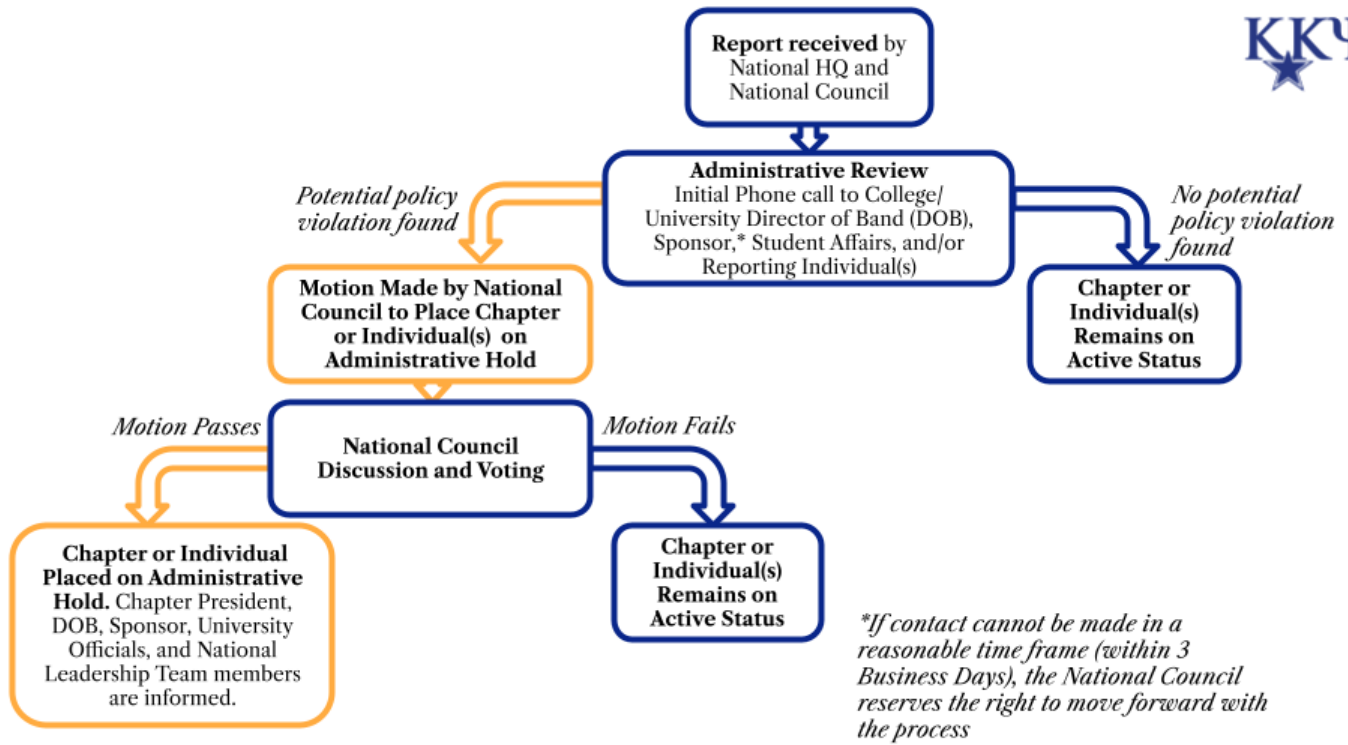 KKΨ
Report received by
National HQ and
National Council
Administrative Review
Initial Phone call to College/
University Director of Band (DOB),
Sponsor,* Student Affairs, and/or
Reporting Individual(s)
Potential policy
violation found
No potential
policy violation
found
Motion Made by National
Council to Place Chapter
or Individual(s) on
Administrative Hold
Chapter or
Individual(s)
Remains on
Active Status
Motion Passes
National Council
Discussion and Voting
Motion Fails
Chapter or Individual
Placed on Administrative
Hold. Chapter President,
DOB, Sponsor, University
Officials, and National
Leadership Team members
are informed.
Chapter or
Individual(s)
Remains on
Active Status
*If contact cannot be made in a
reasonable time frame (within 3
Business Days), the National Council
reserves the right to move forward with
the process